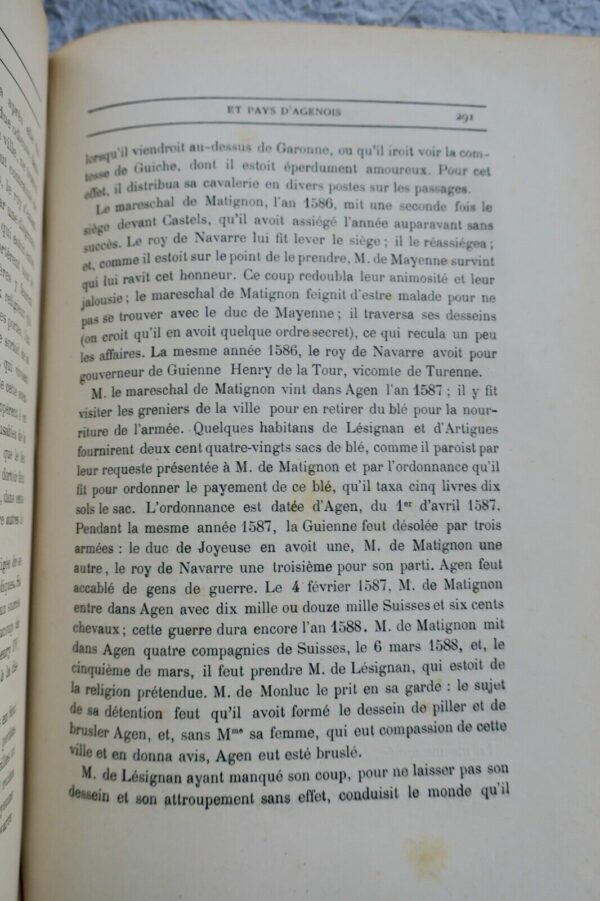 ET PAYS D'AGENOIS 291
lorsqu'il viendroit au-dessus de Garonne, ou qu'il iroit voir la com-
tesse de Guiche, dont il estoit éperdument amoureux. Pour cet
effet, il distribua sa cavalerie en divers postes sur les passages.
Le mareschal de Matignon, l'an 1586, mit une seconde fois le
siège devant Castels, qu'il avoit assiégé l'année auparavant sans
succès. Le roy de Navarre lui fit lever le siège ; il le réassiégea ;
et, comme il estoit sur le point de le prendre, M. de Mayenne survint
qui lui ravit cet honneur. Ce coup redoubla leur animosité et leur
jalousie ; le mareschal de Matignon feignit d'estre malade pour ne
pas se trouver avec le duc de Mayenne ; il traversa ses desseins
(on croit qu'il en avoit quelque ordre secret), ce qui recula un peu
les affaires. La mesme année 1586, le roy de Navarre avoit pour
gouverneur de Guienne Henry de la Tour, vicomte de Turenne.
M. le mareschal de Matignon vint dans Agen l'an 1587 ; il y fit
visiter les greniers de la ville pour en retirer du blé pour la nour-
riture de l'armée. Quelques habitans de Lésignan et d'Artigues
fournirent deux cent quatre-vingts sacs de blé, comme il paroist par
leur requeste présentée à M. de Matignon et par l'ordonnance qu'il
fit pour ordonner le payement de ce blé, qu'il taxa cinq livres dix
sols le sac. L'ordonnance est datée d'Agen, du 1er d'avril 1587.
Pendant la mesme année 1587, la Guienne feut désolée par trois
armées : le duc de Joyeuse en avoit une, M. de Matignon une
autre, le roy de Navarre une troisième pour son parti. Agen feut
accablé de gens de guerre. Le 4 février 1587, M. de Matignon
entre dans Agen avec dix mille ou douze mille Suisses et six cents
chevaux ; cette guerre dura encore l'an 1588. M. de Matignon mit
dans Agen quatre compagnies de Suisses, le 6 mars 1588, et, le
cinquième de mars, il feut prendre M. de Lésignan, qui estoit de
la religion prétendue. M. de Monluc le prit en sa garde : le sujet
de sa détention feut qu'il avoit formé le dessein de piller et de
brusler Agen, et, sans Mme sa femme, qui eut compassion de cette
ville et en donna avis, Agen eut esté bruslé.
M. de Lésignan ayant manqué son coup, pour ne laisser pas son
dessein et son attroupement sans effet, conduisit le monde qu'il